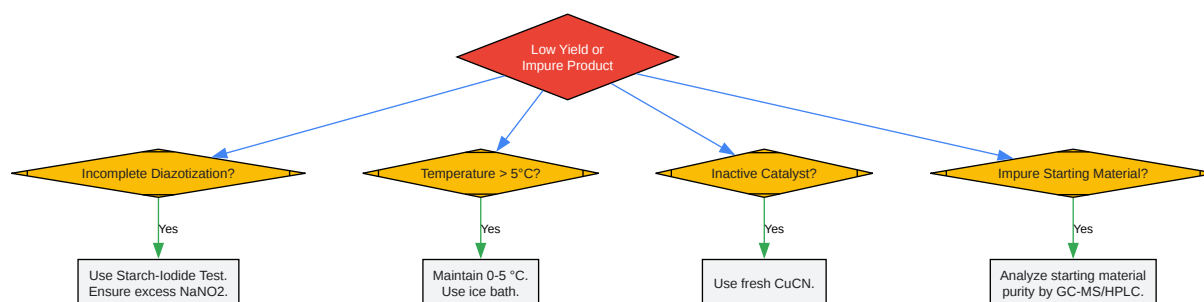 Low Yield or
Impure Product
Incomplete Diazotization?
Temperature > 5°C?
Inactive Catalyst?
Impure Starting Material?
Yes
Yes
Yes
Yes
Use Starch-Iodide Test.
Ensure excess NaNO2.
Maintain 0-5 °C.
Use ice bath.
Use fresh CuCN.
Analyze starting material
purity by GC-MS/HPLC.